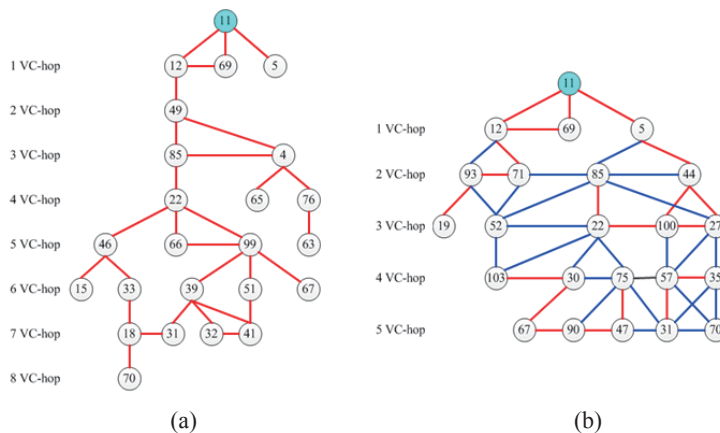 11
1 VC-hop 12 69 5
2 VC-hop 49
3 VC-hop 85 4
4 VC-hop 22 65 76
5 VC-hop 46 66 99 63
6 VC-hop 15 33 39 51 67
7 VC-hop 18 31 32 41
8 VC-hop 70
(a)
11
1 VC-hop 12 69 5
2 VC-hop 93 71 85 44
3 VC-hop 19 52 22 100 27
4 VC-hop 103 30 75 57 35
5 VC-hop 67 90 47 31 70
(b)